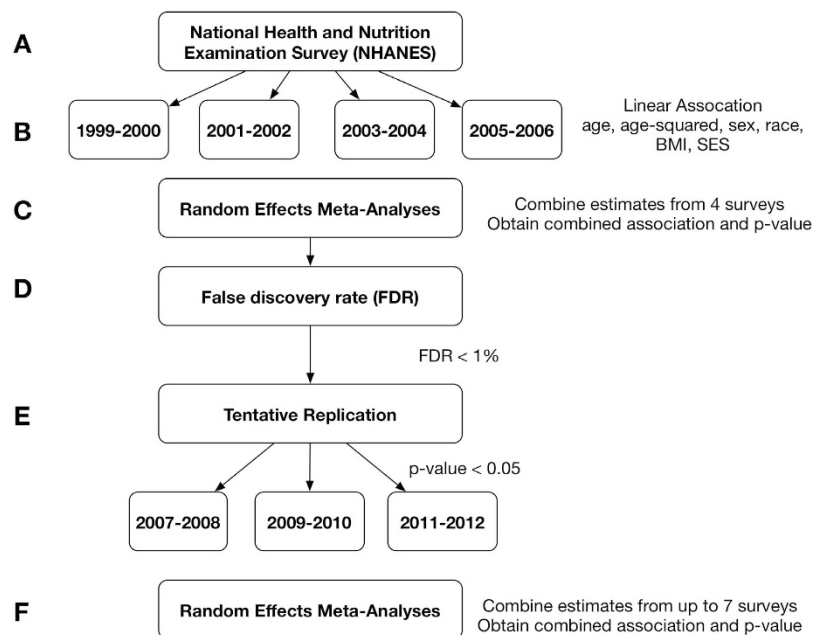 A
National Health and Nutrition
Examination Survey (NHANES)
B
1999-2000
2001-2002
2003-2004
2005-2006
Linear Assocation
age, age-squared, sex, race,
BMI, SES
C
Random Effects Meta-Analyses
Combine estimates from 4 surveys
Obtain combined association and p-value
D
False discovery rate (FDR)
FDR < 1%
E
Tentative Replication
p-value < 0.05
2007-2008
2009-2010
2011-2012
F
Random Effects Meta-Analyses
Combine estimates from up to 7 surveys
Obtain combined association and p-value